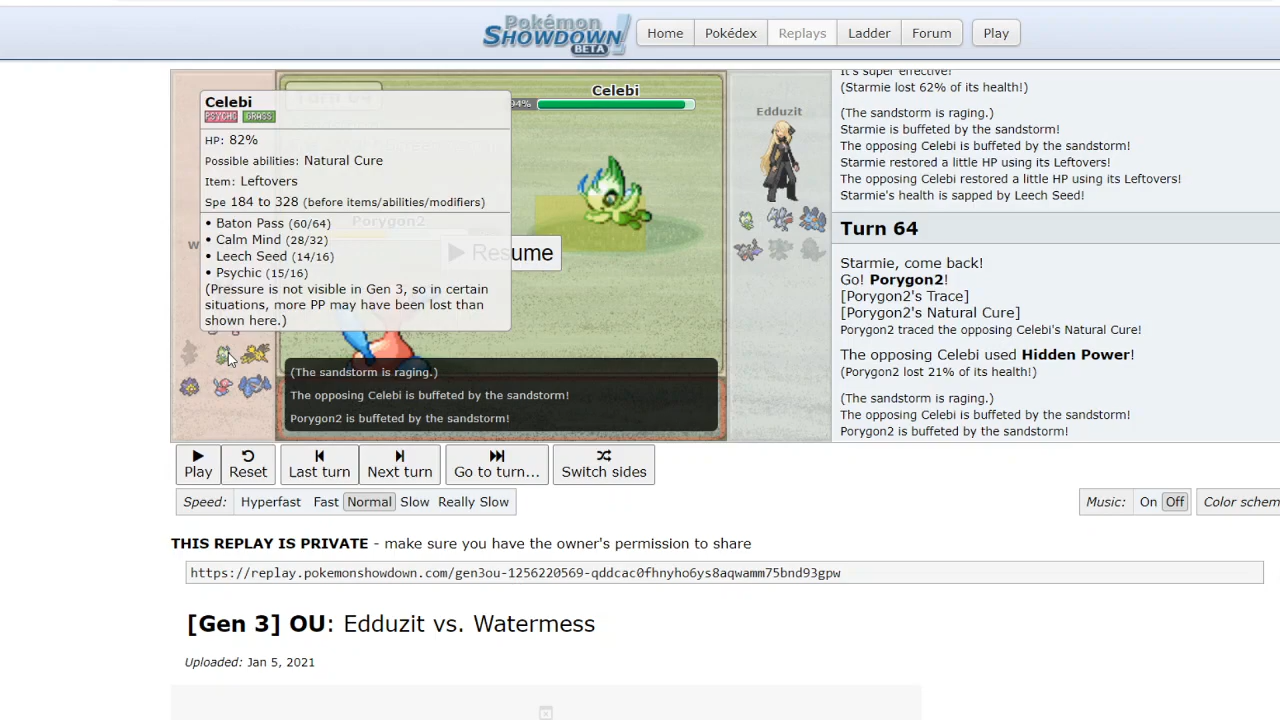 Pokémon
SHOWDOWN!
BETA
Home
Pokédex
Replays
Ladder
Forum
Play
Celebi
PSYCHC GRASS
HP: 82%
Possible abilities: Natural Cure
Item: Leftovers
Spe 184 to 328 (before items/abilities/modifiers)
• Baton Pass (60/64)
• Calm Mind (28/32)
• Leech Seed (14/16)
• Psychic (15/16)
(Pressure is not visible in Gen 3, so in certain
situations, more PP may have been lost than
shown here.)
Turn 64
Celebi
94%
Porygon2
Resume
(The sandstorm is raging.)
The opposing Celebi is buffeted by the sandstorm!
Porygon2 is buffeted by the sandstorm!
Edduzit
It's super effective!
(Starmie lost 62% of its health!)
(The sandstorm is raging.)
Starmie is buffeted by the sandstorm!
The opposing Celebi is buffeted by the sandstorm!
Starmie restored a little HP using its Leftovers!
The opposing Celebi restored a little HP using its Leftovers!
Starmie's health is sapped by Leech Seed!
Turn 64
Starmie, come back!
Go! Porygon2!
[Porygon2's Trace]
[Porygon2's Natural Cure]
Porygon2 traced the opposing Celebi's Natural Cure!
The opposing Celebi used Hidden Power!
(Porygon2 lost 21% of its health!)
(The sandstorm is raging.)
The opposing Celebi is buffeted by the sandstorm!
Porygon2 is buffeted by the sandstorm!
Play
Reset
Last turn
Next turn
Go to turn...
Switch sides
Speed: Hyperfast Fast Normal Slow Really Slow
Music: On Off
Color schem
THIS REPLAY IS PRIVATE - make sure you have the owner's permission to share
https://replay.pokemonshowdown.com/gen3ou-1256220569-qddcac0fhnyho6ys8aqwamm75bnd93gpw
[Gen 3] OU: Edduzit vs. Watermess
Uploaded: Jan 5, 2021